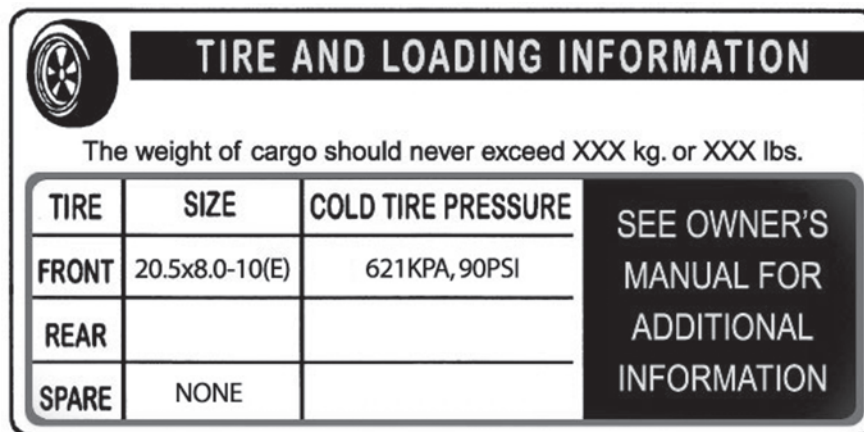 TIRE AND LOADING INFORMATION
The weight of cargo should never exceed XXX kg. or XXX lbs.
TIRE SIZE COLD TIRE PRESSURE
FRONT 20.5x8.0-10(E) 621KPA, 90PSI
REAR
SPARE NONE
SEE OWNER'S
MANUAL FOR
ADDITIONAL
INFORMATION